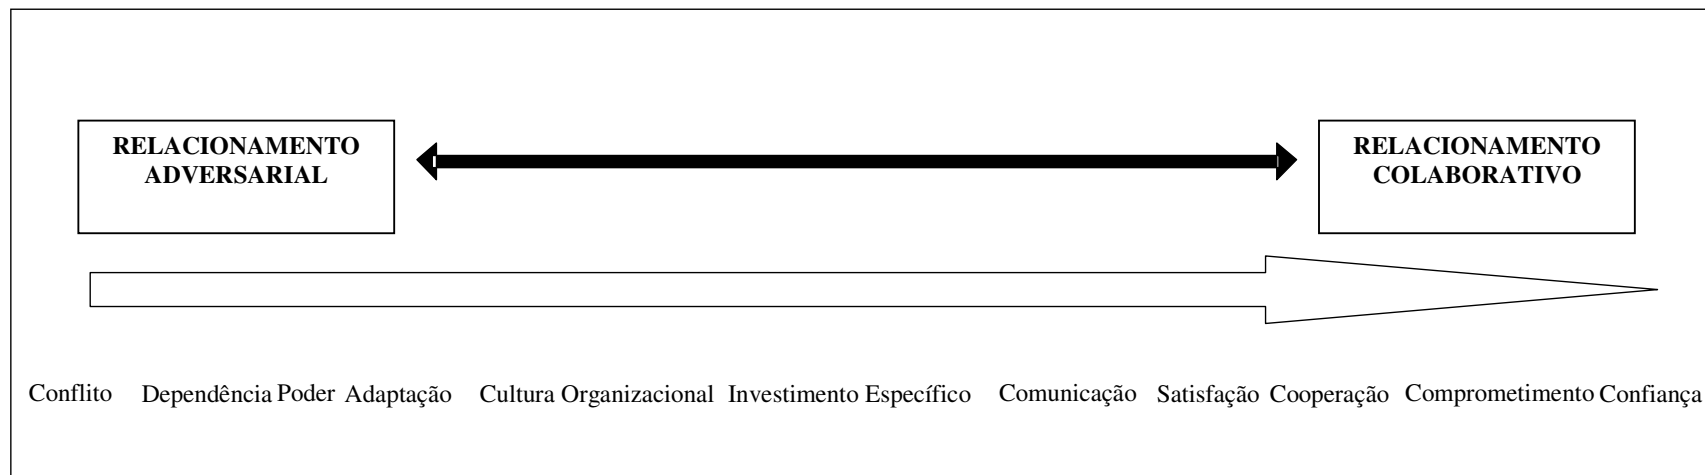 RELACIONAMENTO
ADVERSARIAL
RELACIONAMENTO
COLABORATIVO
Conflito Dependência Poder Adaptação Cultura Organizacional Investimento Específico Comunicação Satisfação Cooperação Comprometimento Confiança